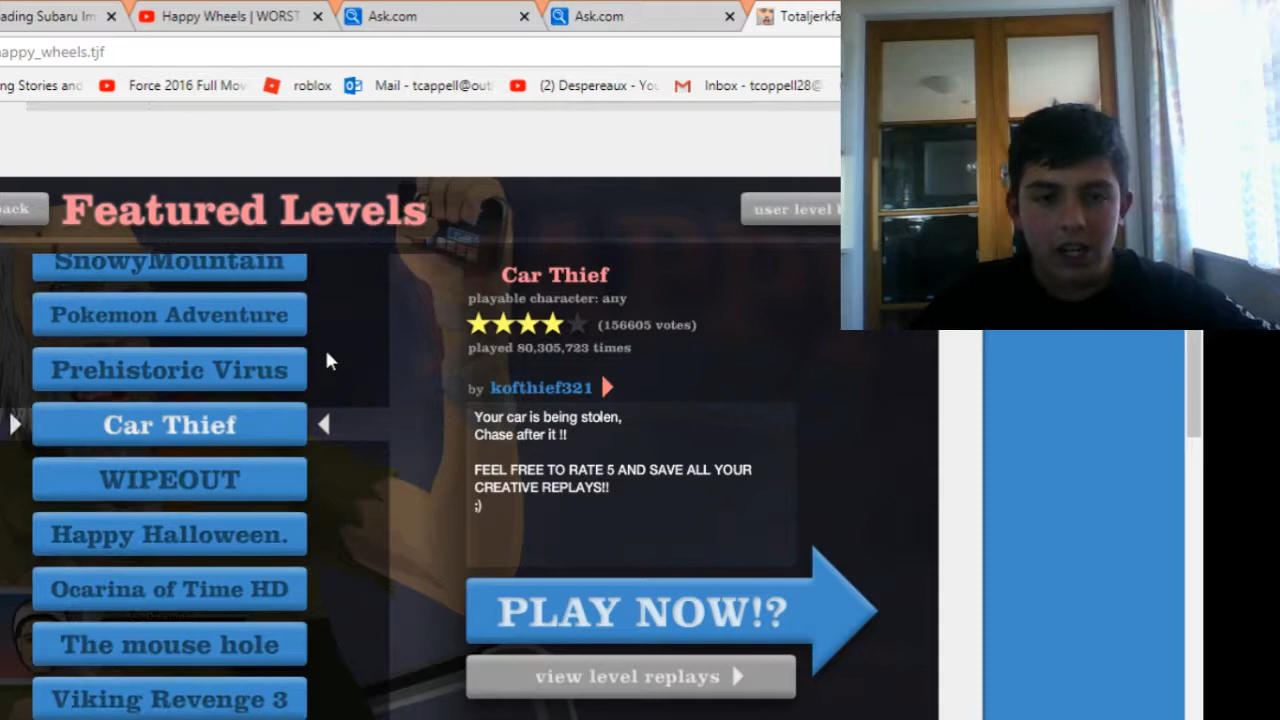 ading Subaru Im
Happy Wheels | WORST
Ask.com
Ask.com
Totaljerkfa
appy_wheels.tjf
ng Stories and
Force 2016 Full Mov
roblox
Mail - tcappell@out
(2) Despereaux - You
Inbox - tcoppell28@
ack
Featured Levels
user level b
SnowyMountain
Pokemon Adventure
Prehistoric Virus
Car Thief
WIPEOUT
Happy Halloween.
Ocarina of Time HD
The mouse hole
Viking Revenge 3
Car Thief
playable character: any
(156605 votes)
played 80,305,723 times
by kofthief321
Your car is being stolen,
Chase after it !!
FEEL FREE TO RATE 5 AND SAVE ALL YOUR
CREATIVE REPLAYS!!
;)
PLAY NOW!?
view level replays